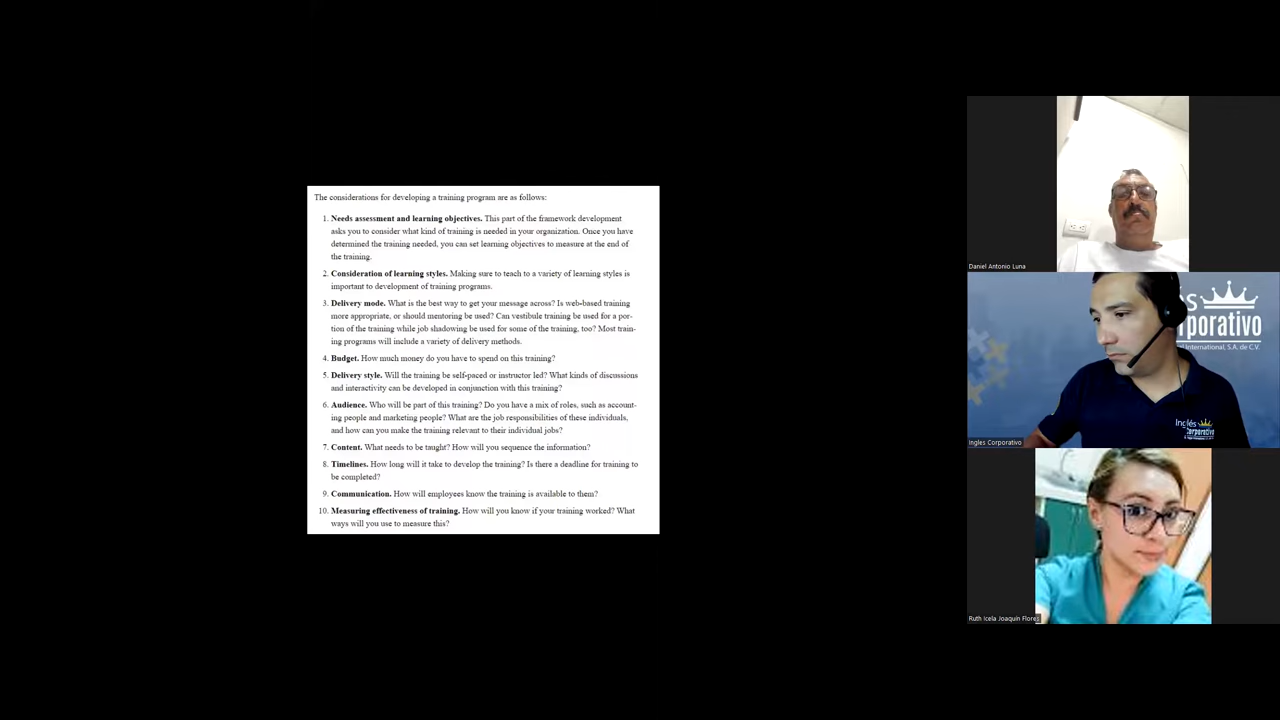 The considerations for developing a training program are as follows:
1. Needs assessment and learning objectives. This part of the framework development
asks you to consider what kind of training is needed in your organization. Once you have
determined the training needed, you can set learning objectives to measure at the end of
the training.
2. Consideration of learning styles. Making sure to teach to a variety of learning styles is
important to development of training programs.
3. Delivery mode. What is the best way to get your message across? Is web-based training
more appropriate, or should mentoring be used? Can vestibule training be used for a por-
tion of the training while job shadowing be used for some of the training, too? Most train-
ing programs will include a variety of delivery methods.
4. Budget. How much money do you have to spend on this training?
5. Delivery style. Will the training be self-paced or instructor led? What kinds of discussions
and interactivity can be developed in conjunction with this training?
6. Audience. Who will be part of this training? Do you have a mix of roles, such as account-
ing people and marketing people? What are the job responsibilities of these individuals,
and how can you make the training relevant to their individual jobs?
7. Content. What needs to be taught? How will you sequence the information?
8. Timelines. How long will it take to develop the training? Is there a deadline for training to
be completed?
9. Communication. How will employees know the training is available to them?
10. Measuring effectiveness of training. How will you know if your training worked? What
ways will you use to measure this?
Daniel Antonio Luna
és
rporativo
l International, S.A. de C.V.
Inglés
Corporativo
Ingles Corporativo
Ruth Icela Joaquin Flores